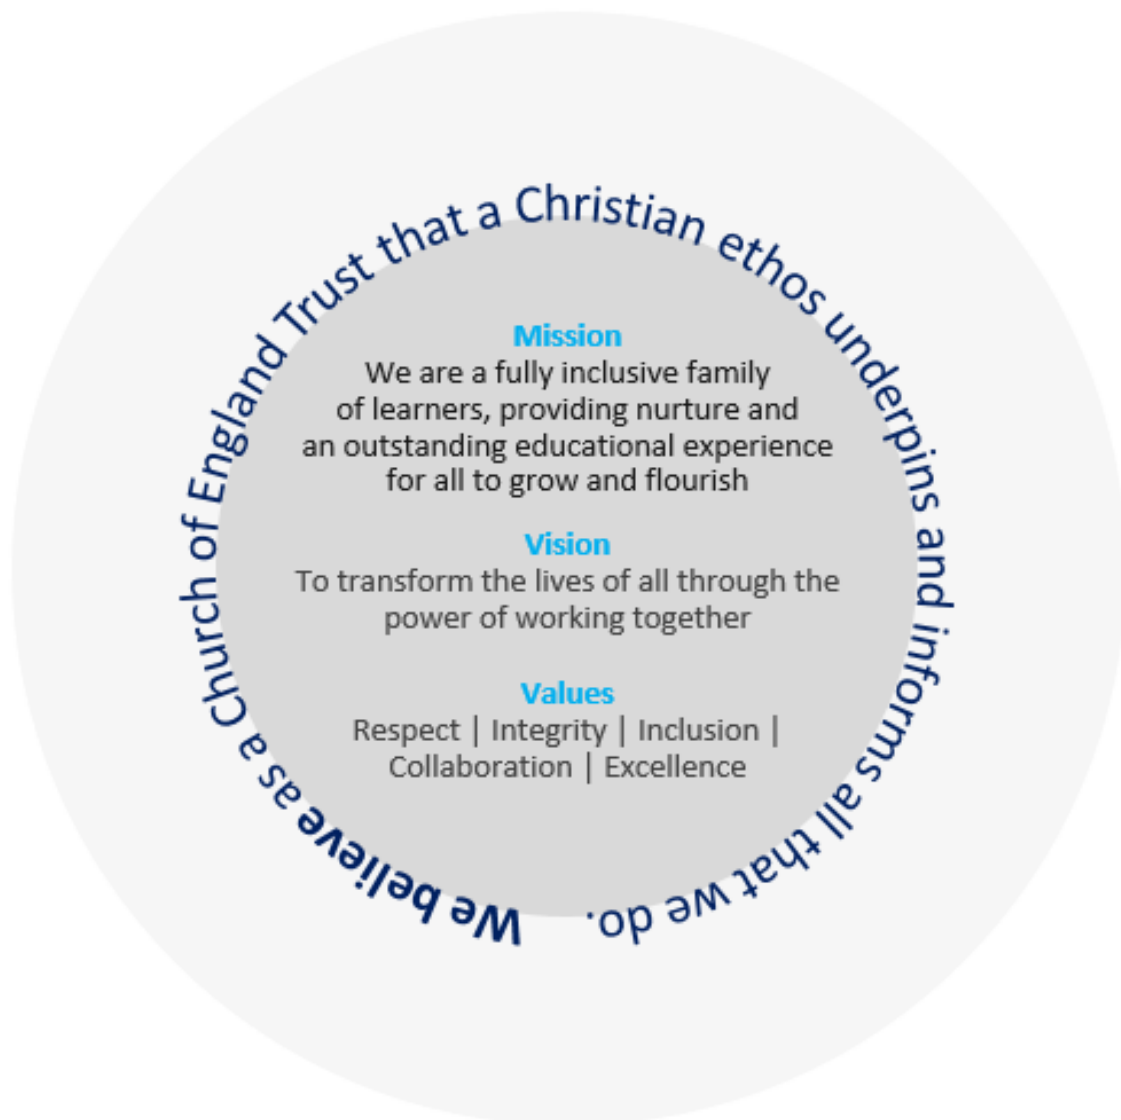 We believe as a Church of England Trust that a Christian ethos underpins and informs all that we do.
Mission
We are a fully inclusive family
of learners, providing nurture and
an outstanding educational experience
for all to grow and flourish
Vision
To transform the lives of all through the
power of working together
Values
Respect | Integrity | Inclusion |
Collaboration | Excellence